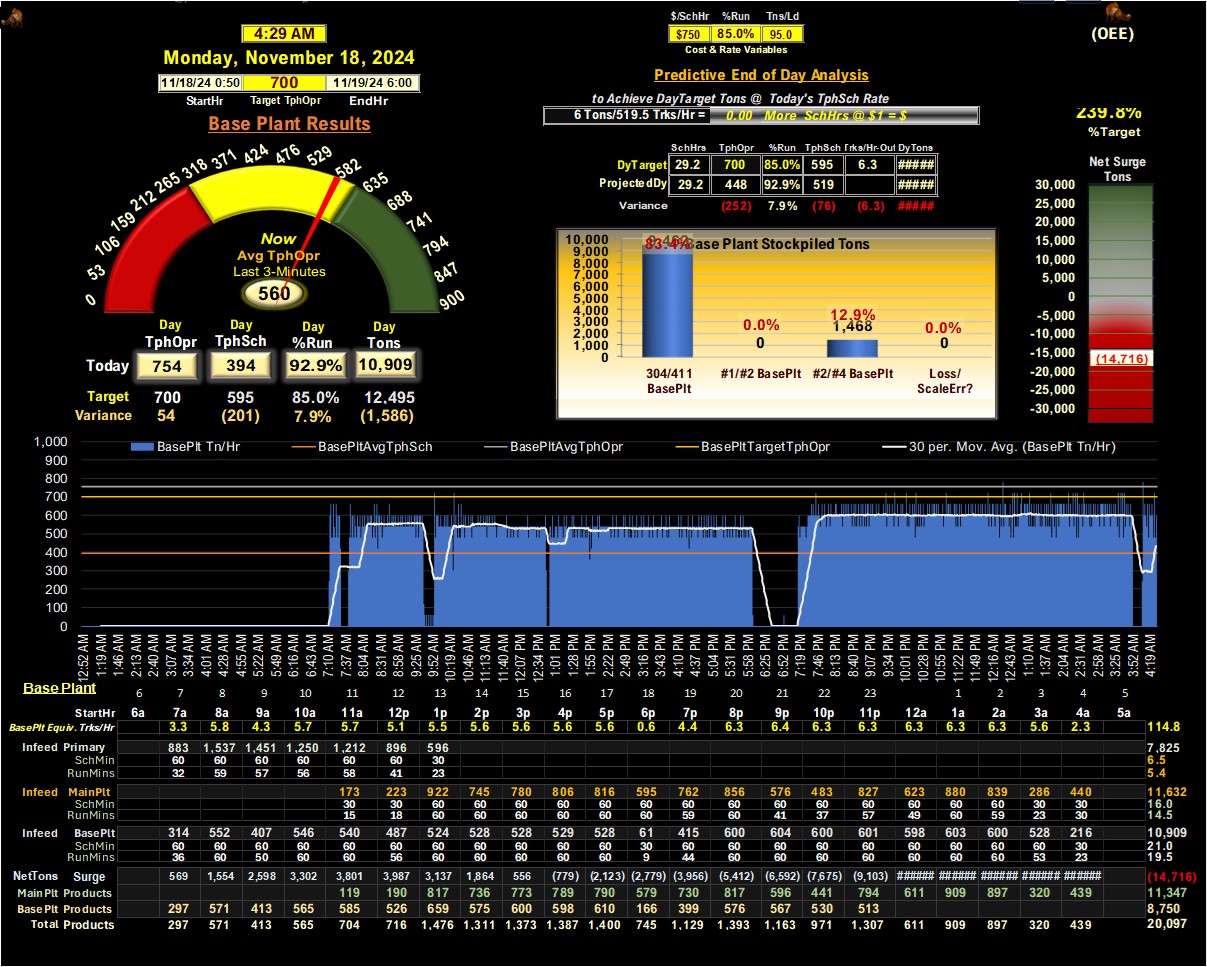 4:29 AM
Monday, November 18, 2024
11/18/24 0:50 700 11/19/24 6:00
StartHr Target TphOpr EndHr
Base Plant Results
0 53 106 159 212 265 318 371 424 476 529 582 635 688 741 794 847 900
Now
Avg TphOpr
Last 3-Minutes
560
Day Day Day Day
TphOpr TphSch %Run Tons
Today 754 394 92.9% 10,909
Target 700 595 85.0% 12,495
Variance 54 (201) 7.9% (1,586)
$/SchHr %Run Tns/Ld
$750 85.0% 95.0
Cost & Rate Variables
Predictive End of Day Analysis
to Achieve DayTarget Tons @ Today's TphSch Rate
6 Tons/519.5 Trks/Hr = 0.00 More SchHrs @ $1 = $
SchHrs TphOpr %Run TphSch Trks/Hr-Out DyTons
DyTarget 29.2 700 85.0% 595 6.3 #####
ProjectedDy 29.2 448 92.9% 519 #####
Variance (252) 7.9% (76) (6.3) #####
Base Plant Stockpiled Tons
10,000
9,000
8,000
7,000
6,000
5,000
4,000
3,000
2,000
1,000
0
83.4%
0.0%
0
12.9%
1,468
0.0%
0
304/411 BasePlt
#1/#2 BasePlt
#2/#4 BasePlt
Loss/ ScaleErr?
(OEE)
239.8%
%Target
Net Surge
Tons
30,000
25,000
20,000
15,000
10,000
5,000
0
-5,000
-10,000
-15,000
(14,716)
-20,000
-25,000
-30,000
BasePlt Tn/Hr BasePltAvgTphSch BasePltAvgTphOpr BasePltTargetTphOpr 30 per. Mov. Avg. (BasePlt Tn/Hr)
1,000
900
800
700
600
500
400
300
200
100
0
12:52 AM 1:19 AM 1:46 AM 2:13 AM 2:40 AM 3:07 AM 3:34 AM 4:01 AM 4:28 AM 4:55 AM 5:22 AM 5:49 AM 6:16 AM 6:43 AM 7:10 AM 7:37 AM 8:04 AM 8:31 AM 8:58 AM 9:25 AM 9:52 AM 10:19 AM 10:46 AM 11:13 AM 11:40 AM 12:07 PM 12:34 PM 1:01 PM 1:28 PM 1:55 PM 2:22 PM 2:49 PM 3:16 PM 3:43 PM 4:10 PM 4:37 PM 5:04 PM 5:31 PM 5:58 PM 6:25 PM 6:52 PM 7:19 PM 7:46 PM 8:13 PM 8:40 PM 9:07 PM 9:34 PM 10:01 PM 10:28 PM 10:55 PM 11:22 PM 11:49 PM 12:16 AM 12:43 AM 1:10 AM 1:37 AM 2:04 AM 2:31 AM 2:58 AM 3:25 AM 3:52 AM 4:19 AM
Base Plant 6 7 8 9 10 11 12 13 14 15 16 17 18 19 20 21 22 23 1 2 3 4 5
StartHr 6a 7a 8a 9a 10a 11a 12p 1p 2p 3p 4p 5p 6p 7p 8p 9p 10p 11p 12a 1a 2a 3a 4a 5a
BasePlt Equiv. Trks/Hr 3.3 5.8 4.3 5.7 5.7 5.1 5.5 5.6 5.6 5.6 5.6 0.6 4.4 6.3 6.4 6.3 6.3 6.3 6.3 6.3 5.6 2.3 114.8
Infeed Primary 883 1,537 1,451 1,250 1,212 896 596 7,825
SchMin 60 60 60 60 60 60 30 6.5
RunMins 32 59 57 56 58 41 23 5.4
Infeed MainPlt 173 223 922 745 780 806 816 595 762 856 576 483 827 623 880 839 286 440 11,632
SchMin 30 30 60 60 60 60 60 60 60 60 60 60 60 60 60 60 30 30 16.0
RunMins 15 18 60 60 60 60 60 60 59 60 41 37 57 49 60 59 23 30 14.5
Infeed BasePlt 314 552 407 546 540 487 524 528 528 529 528 61 415 600 604 600 601 598 603 600 528 216 10,909
SchMin 60 60 60 60 60 60 60 60 60 60 60 30 60 60 60 60 60 60 60 60 60 30 21.0
RunMins 36 60 50 60 60 56 60 60 60 60 60 9 44 60 60 60 60 60 60 60 53 23 19.5
NetTons Surge 569 1,554 2,598 3,302 3,801 3,987 3,137 1,864 556 (779) (2,123) (2,779) (3,956) (5,412) (6,592) (7,675) (9,103) ###### ###### ###### ###### ###### (14,716)
MainPlt Products 119 190 817 736 773 789 790 579 730 817 596 441 794 611 909 897 320 439 11,347
BasePlt Products 297 571 413 565 585 526 659 575 600 598 610 166 399 576 567 530 513 8,750
Total Products 297 571 413 565 704 716 1,476 1,311 1,373 1,387 1,400 745 1,129 1,393 1,163 971 1,307 611 909 897 320 439 20,097